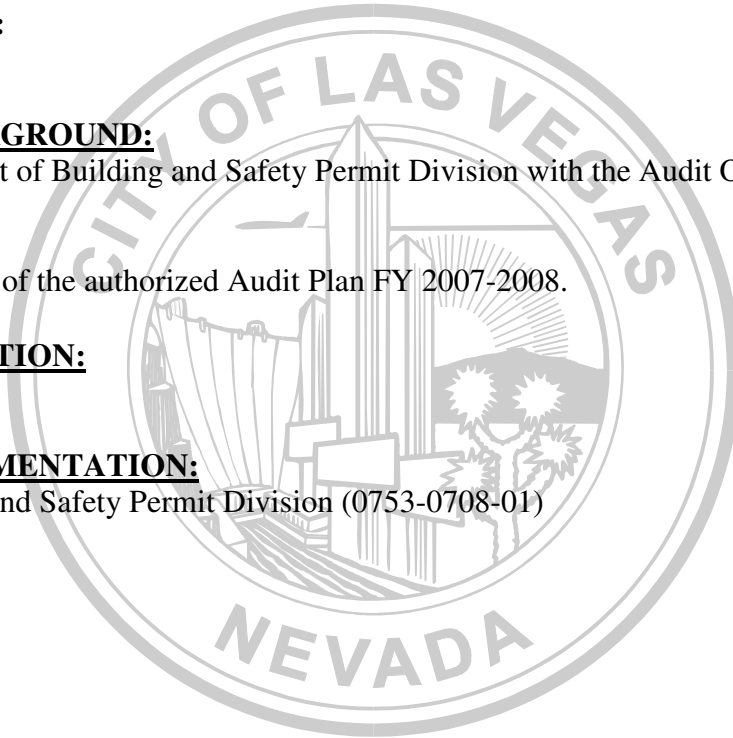 :
GROUND:
t of Building and Safety Permit Division with the Audit
of the authorized Audit Plan FY 2007-2008.
TION:
MENTATION:
nd Safety Permit Division (0753-0708-01)
CITY OF LAS VEGAS
NEVADA